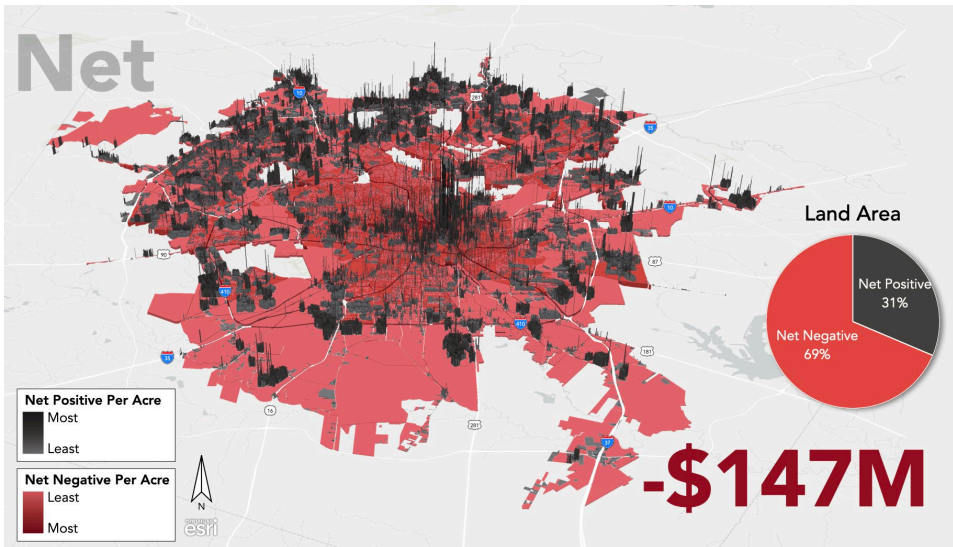 Net
10
281
35
10
90
87
410
410
35
181
16
281
37
Land Area
Net Positive
31%
Net Negative
69%
Net Positive Per Acre
Most
Least
Net Negative Per Acre
Least
Most
N
esri
-$147M